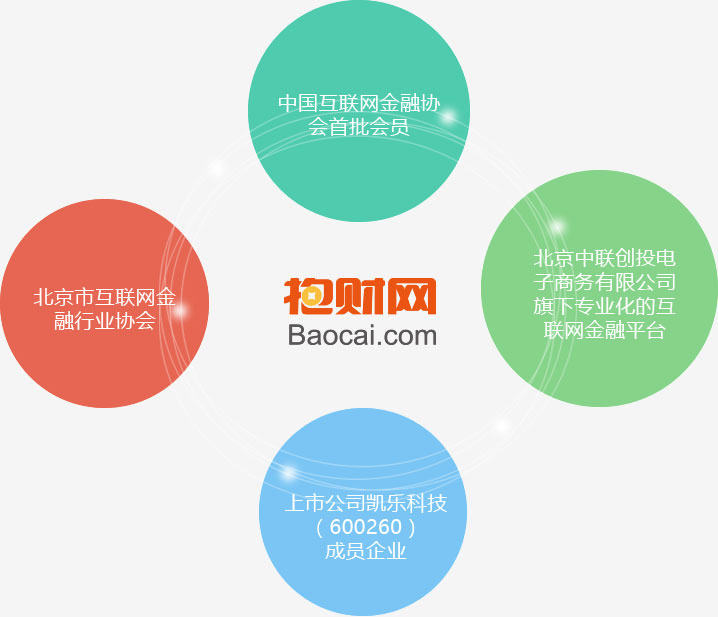 中国互联网金融协
会首批会员
北京市互联网金
融行业协会
抱财网
Baocai.com
北京中联创投电
子商务有限公司
旗下专业化的互
联网金融平台
上市公司凯乐科技
（600260）
成员企业